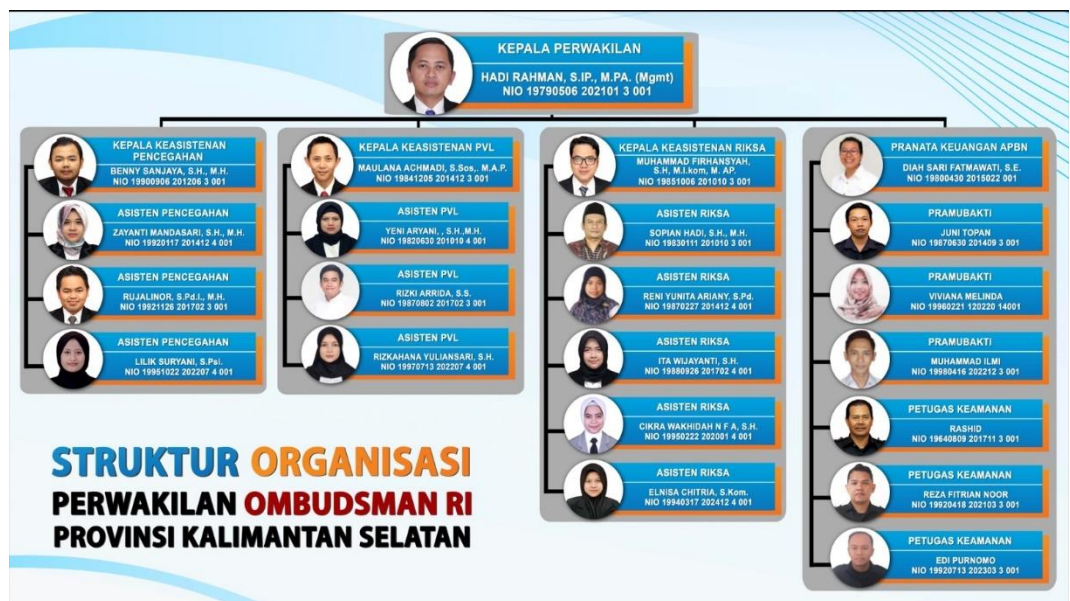 KEPALA PERWAKILAN
HADI RAHMAN, S.IP., M.PA. (Mgmt)
NIO 19790506 202101 3 001
KEPALA KEASISTENAN
PENCEGAHAN
BENNY SANJAYA, S.H., M.H.
NIO 19900906 201206 3 001
ASISTEN PENCEGAHAN
ZAYANTI MANDASARI, S.H., M.H.
NIO 19920117 201412 4 001
ASISTEN PENCEGAHAN
RUJALINOR, S.Pd.I., M.H.
NIO 19921126 201702 3 001
ASISTEN PENCEGAHAN
LILIK SURYANI, S.Psi.
NIO 19951022 202207 4 001
KEPALA KEASISTENAN PVL
MAULANA ACHMADI, S.Sos,, M.A.P.
NIO 19841205 201412 3 001
ASISTEN PVL
YENI ARYANI, , S.H.,M.H.
NIO 19820630 201010 4 001
ASISTEN PVL
RIZKI ARRIDA, S.S.
NIO 19870802 201702 3 001
ASISTEN PVL
RIZKAHANA YULIANSARI, S.H.
NIO 19970713 202207 4 001
KEPALA KEASISTENAN RIKSA
MUHAMMAD FIRHANSYAH,
S.H, M.I.kom, M. AP.
NIO 19851006 201010 3 001
ASISTEN RIKSA
SOPIAN HADI, S.H., M.H.
NIO 19830111 201010 3 001
ASISTEN RIKSA
RENI YUNITA ARIANY, S.Pd.
NIO 19870227 201412 4 001
ASISTEN RIKSA
ITA WIJAYANTI, S.H.
NIO 19880926 201702 4 001
ASISTEN RIKSA
CIKRA WAKHIDAH N F A, S.H.
NIO 19950222 202001 4 001
ASISTEN RIKSA
ELNISA CHITRIA, S.Kom.
NIO 19940317 202412 4 001
PRANATA KEUANGAN APBN
DIAH SARI FATMAWATI, S.E.
NIO 19800430 2015022 001
PRAMUBAKTI
JUNI TOPAN
NIO 19870630 201409 3 001
PRAMUBAKTI
VIVIANA MELINDA
NIO 19960221 120220 14001
PRAMUBAKTI
MUHAMMAD ILMI
NIO 19980416 202212 3 001
PETUGAS KEAMANAN
RASHID
NIO 19640809 201711 3 001
PETUGAS KEAMANAN
REZA FITRIAN NOOR
NIO 19920418 202103 3 001
PETUGAS KEAMANAN
EDI PURNOMO
NIO 19920713 202303 3 001
STRUKTUR ORGANISASI
PERWAKILAN OMBUDSMAN RI
PROVINSI KALIMANTAN SELATAN